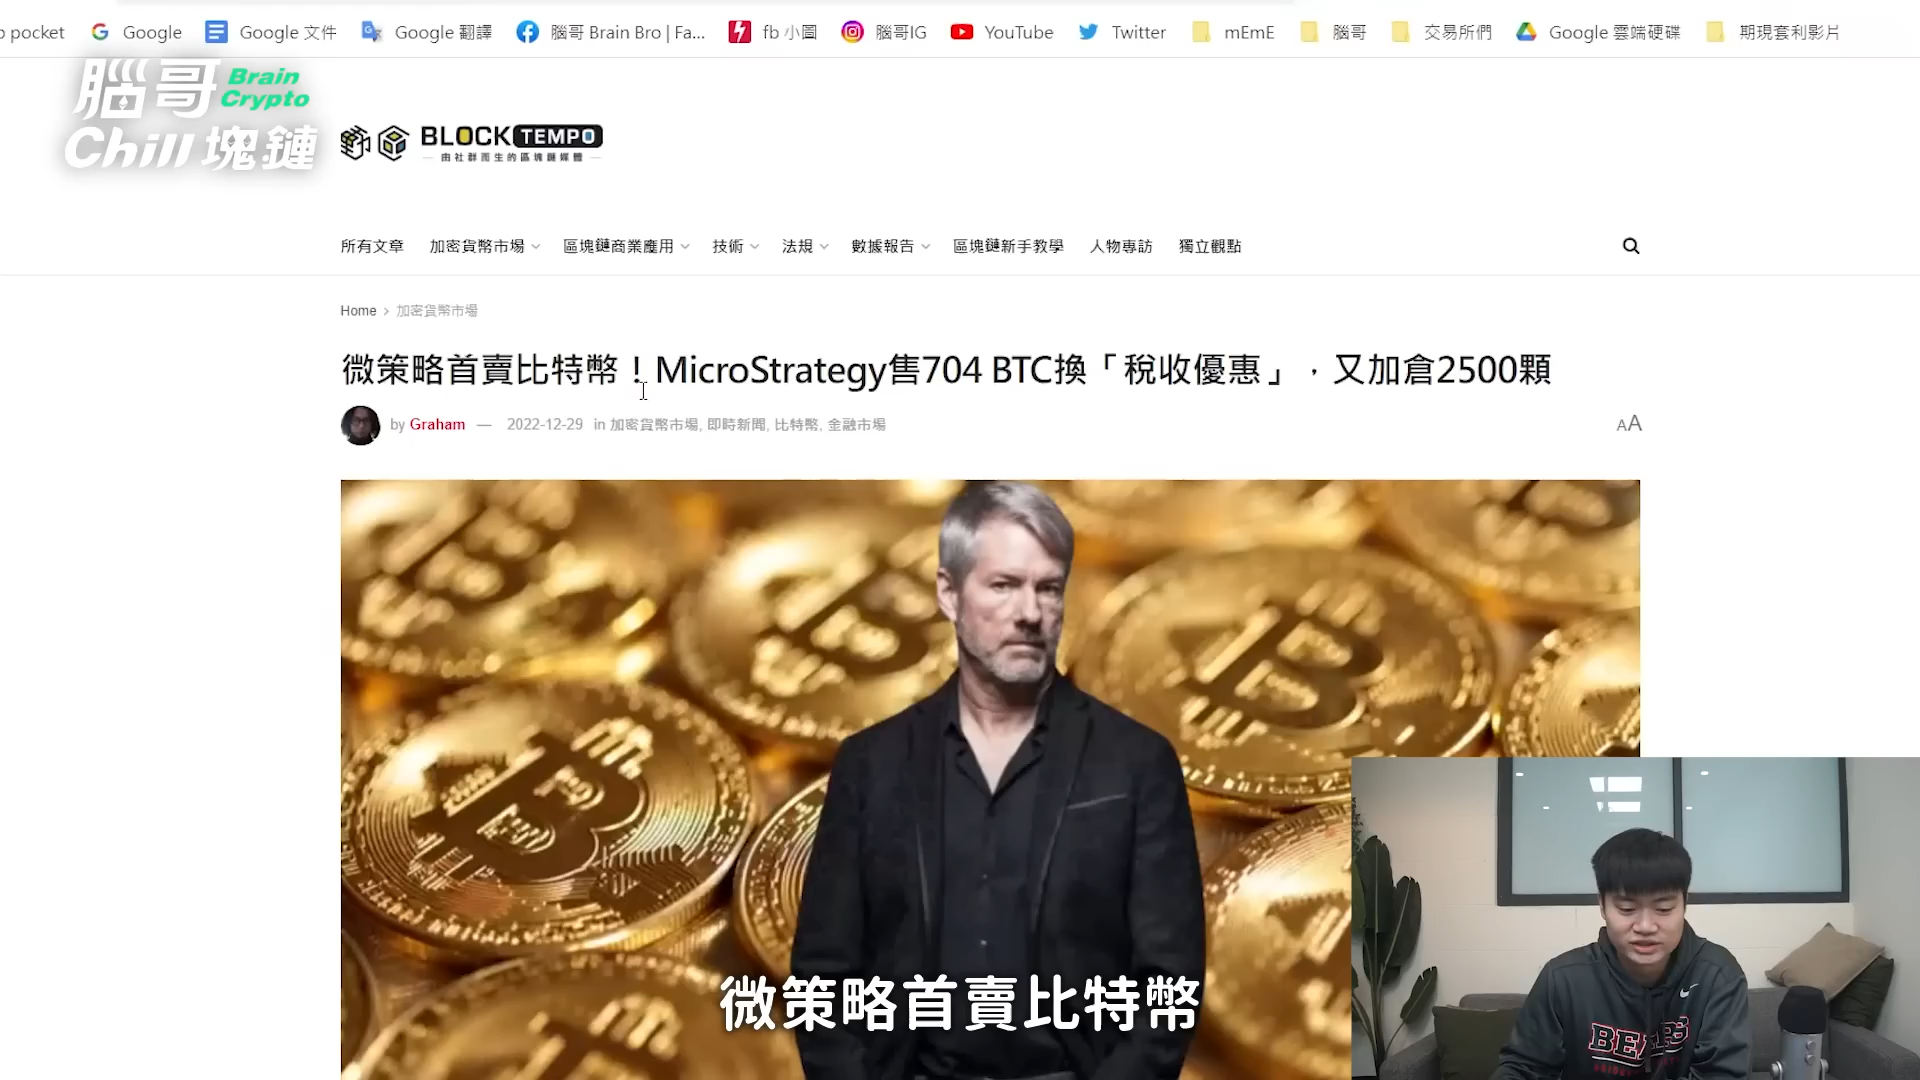 pocket
Google
Google 文件
Google 翻譯
腦哥 Brain Bro | Fa...
fb 小圖
腦哥IG
YouTube
Twitter
mEmE
腦哥
交易所們
Google 雲端硬碟
期現套利影片
腦哥 Brain Crypto
Chill 塊鏈
BLOCK TEMPO
由社群而生的區塊鏈媒體
所有文章 加密貨幣市場 區塊鏈商業應用 技術 法規 數據報告 區塊鏈新手教學 人物專訪 獨立觀點
Home > 加密貨幣市場
微策略首賣比特幣！MicroStrategy售704 BTC換「稅收優惠」，又加倉2500顆
by Graham — 2022-12-29 in 加密貨幣市場, 即時新聞, 比特幣, 金融市場
AA
微策略首賣比特幣